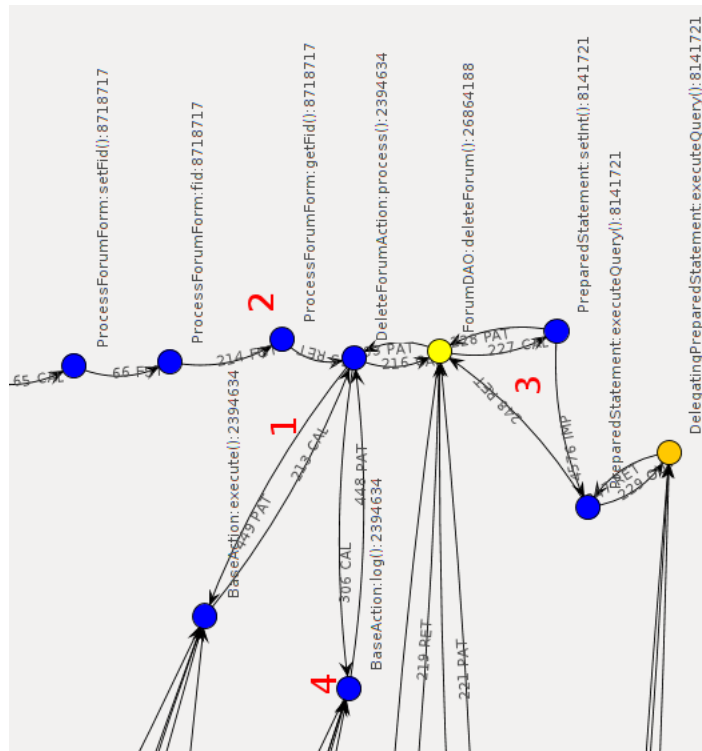 ProcessForumForm:setFid():8718717
ProcessForumForm:fid:8718717
ProcessForumForm:getFid():8718717
DeleteForumAction:process():2394634
ForumDAO:deleteForum():26864188
PreparedStatement:setInt():8141721
PreparedStatement:executeQuery():8141721
DelegatingPreparedStatement:executeQuery():8141721
BaseAction:execute():2394634
BaseAction:log():2394634
65 CAL
66
214
RET
PAT
216
228 PAT
227 CAL
248 RET
4576 IMP
RET
229
213 CAL
449 PAT
448 PAT
306 CAL
219 RET
221 PAT
1
2
3
4